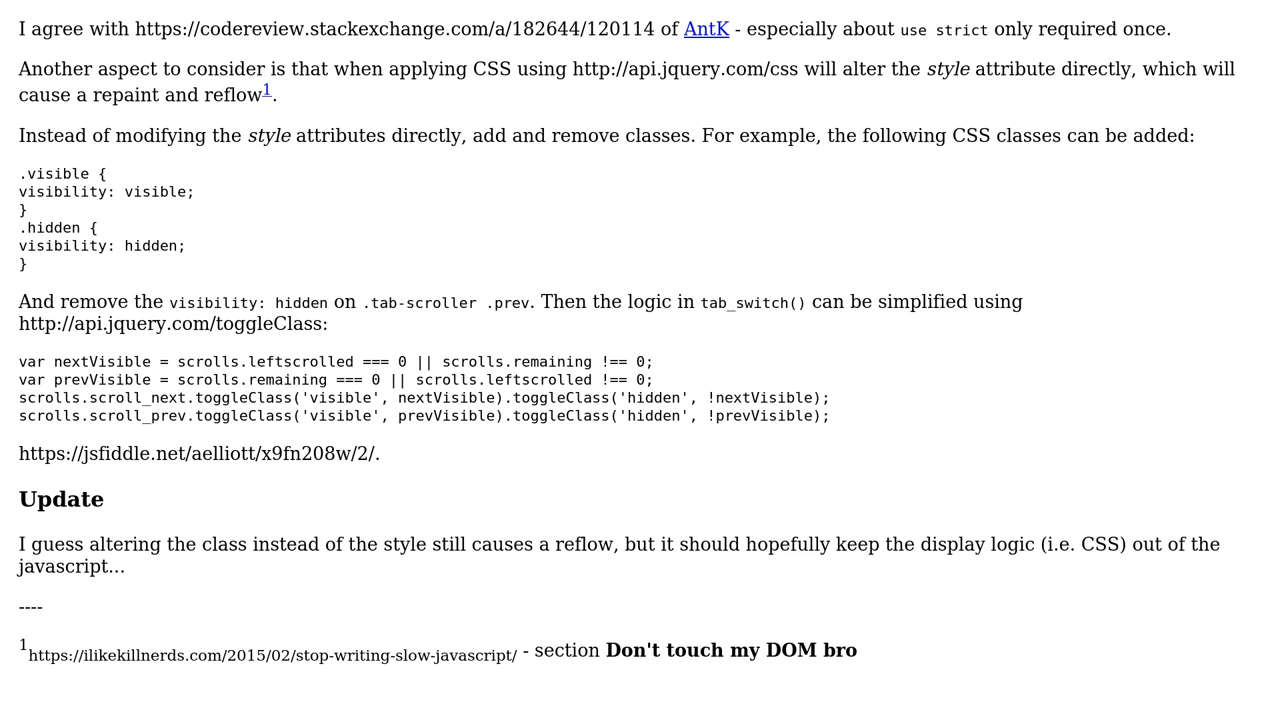 I agree with https://codereview.stackexchange.com/a/182644/120114 of AntK - especially about use strict only required once.
Another aspect to consider is that when applying CSS using http://api.jquery.com/css will alter the style attribute directly, which will
cause a repaint and reflow1.
Instead of modifying the style attributes directly, add and remove classes. For example, the following CSS classes can be added:
.visible {
visibility: visible;
}
.hidden {
visibility: hidden;
}
And remove the visibility: hidden on .tab-scroller .prev. Then the logic in tab_switch() can be simplified using
http://api.jquery.com/toggleClass:
var nextVisible = scrolls.leftscrolled === 0 || scrolls.remaining !== 0;
var prevVisible = scrolls.remaining === 0 || scrolls.leftscrolled !== 0;
scrolls.scroll_next.toggleClass('visible', nextVisible).toggleClass('hidden', !nextVisible);
scrolls.scroll_prev.toggleClass('visible', prevVisible).toggleClass('hidden', !prevVisible);
https://jsfiddle.net/aelliott/x9fn208w/2/.
Update
I guess altering the class instead of the style still causes a reflow, but it should hopefully keep the display logic (i.e. CSS) out of the
javascript...
----
1https://ilikekillnerds.com/2015/02/stop-writing-slow-javascript/ - section Don't touch my DOM bro